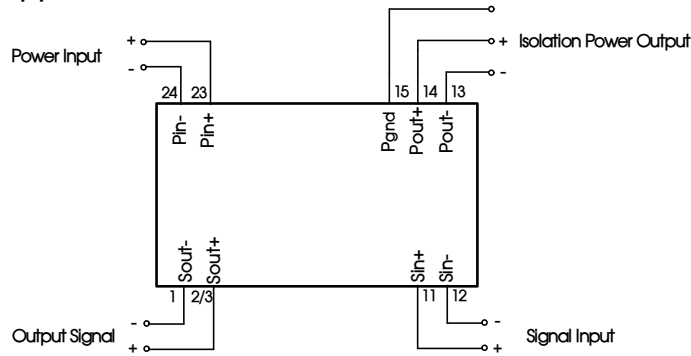 +
Power Input
-
+ Isolation Power Output
-
24 23 15 14 13
Pin- Pin+ Pgnd Pout+ Pout-
Sout- Sout+ Sin+ Sin-
1 2/3 11 12
Output Signal
-
+
Signal Input
-
+